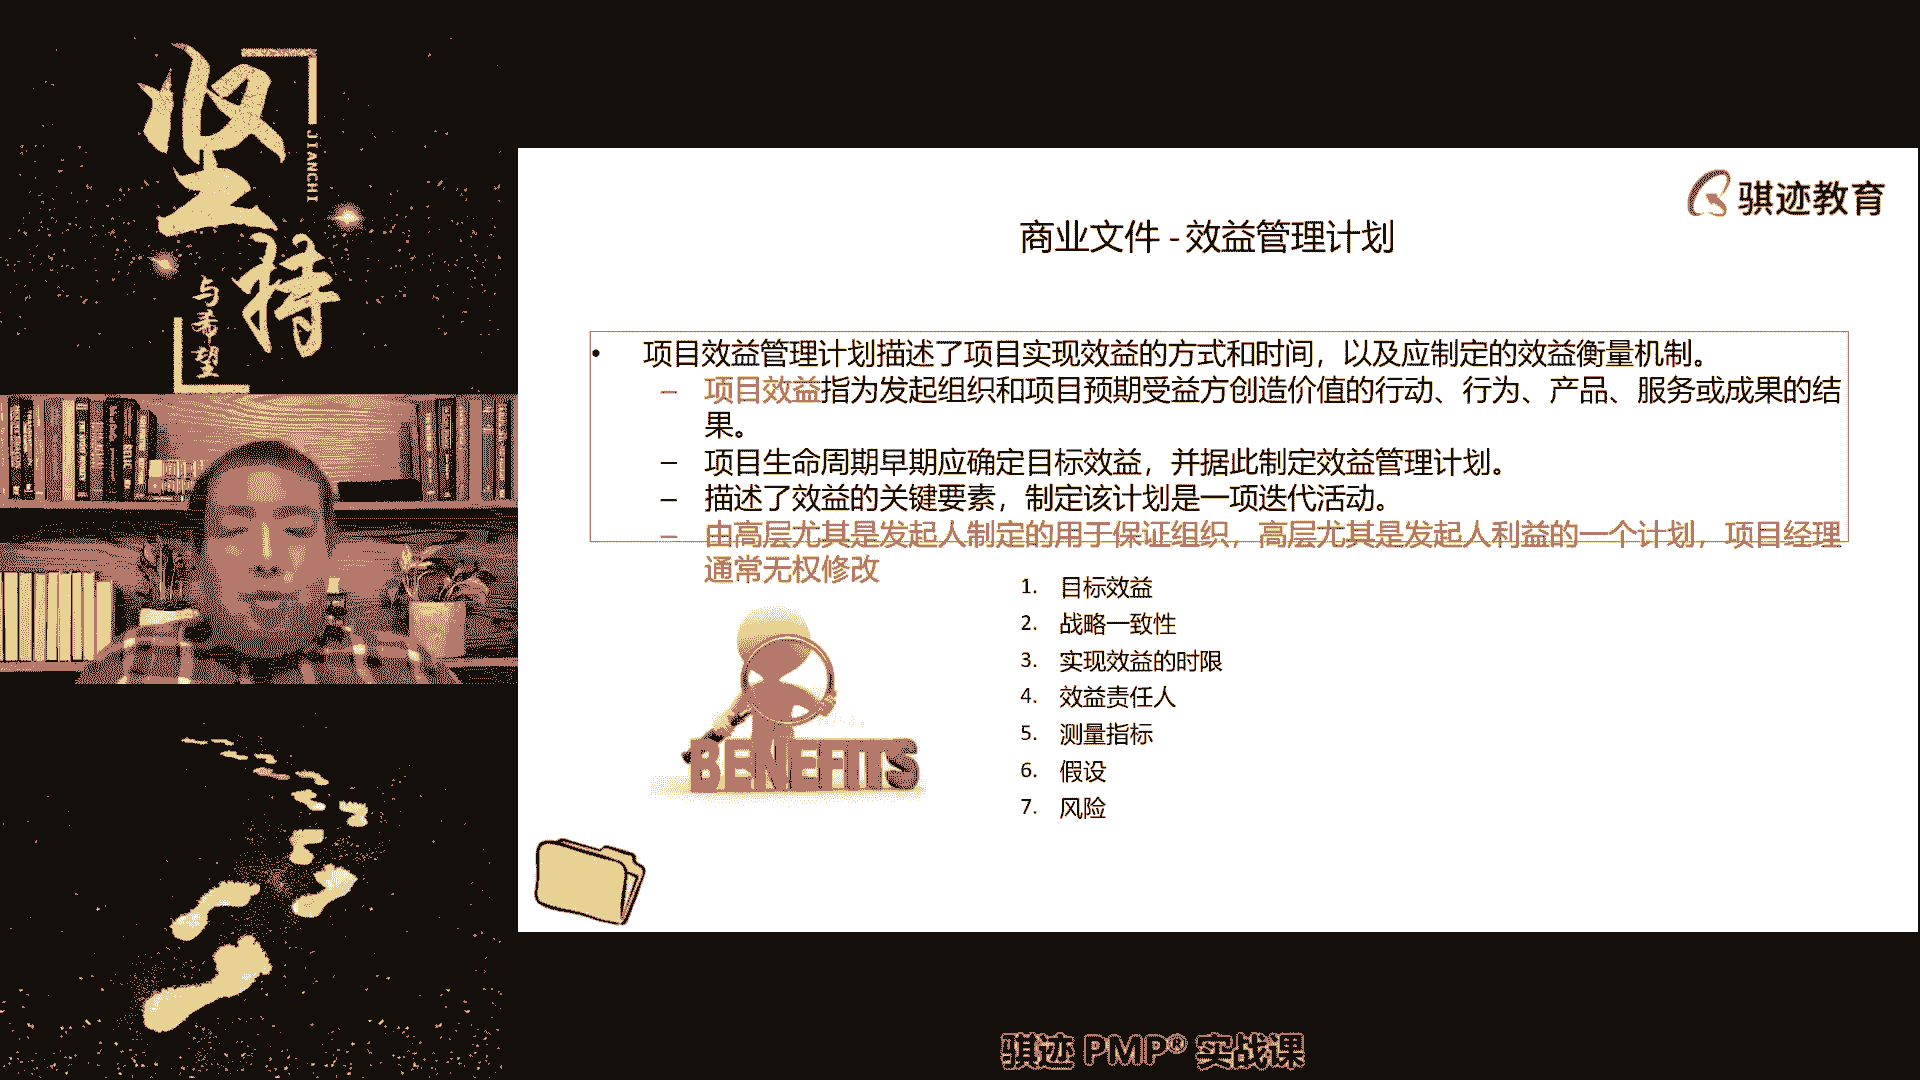 坚持
JIANCHI
与希望
骐迹教育
商业文件 - 效益管理计划
• 项目效益管理计划描述了项目实现效益的方式和时间，以及应制定的效益衡量机制。
– 项目效益指为发起组织和项目预期受益方创造价值的行动、行为、产品、服务或成果的结
果。
– 项目生命周期早期应确定目标效益，并据此制定效益管理计划。
– 描述了效益的关键要素，制定该计划是一项迭代活动。
– 由高层尤其是发起人制定的用于保证组织，高层尤其是发起人利益的一个计划，项目经理
通常无权修改
1. 目标效益
2. 战略一致性
3. 实现效益的时限
4. 效益责任人
5. 测量指标
6. 假设
7. 风险
BENEFITS
骐迹 PMP® 实战课